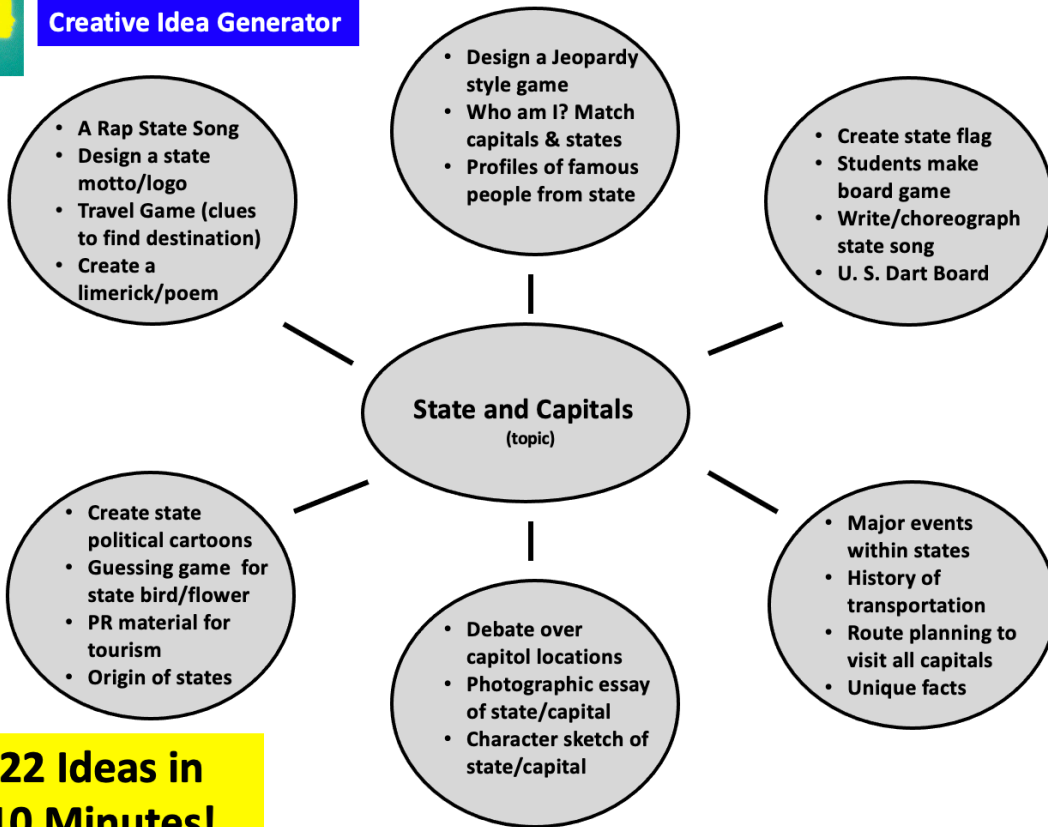 Creative Idea Generator
• Design a Jeopardy
style game
• Who am I? Match
capitals & states
• Profiles of famous
people from state
• A Rap State Song
• Design a state
motto/logo
• Travel Game (clues
to find destination)
• Create a
limerick/poem
• Create state flag
• Students make
board game
• Write/choreograph
state song
• U. S. Dart Board
State and Capitals
(topic)
• Create state
political cartoons
• Guessing game for
state bird/flower
• PR material for
tourism
• Origin of states
• Debate over
capitol locations
• Photographic essay
of state/capital
• Character sketch of
state/capital
• Major events
within states
• History of
transportation
• Route planning to
visit all capitals
• Unique facts
22 Ideas in
10 Minutes!